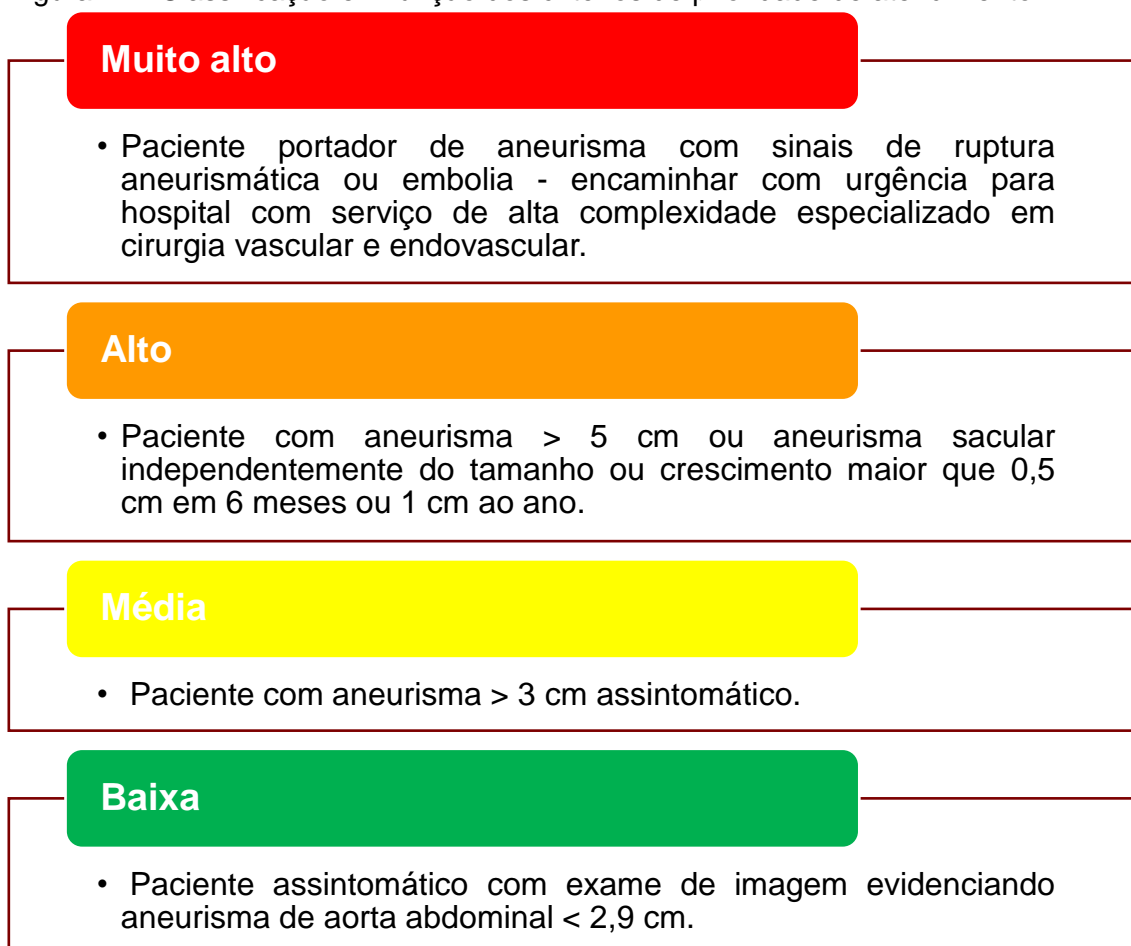 Muito alto
• Paciente portador de aneurisma com sinais de ruptura
aneurismática ou embolia - encaminhar com urgência para
hospital com serviço de alta complexidade especializado em
cirurgia vascular e endovascular.
Alto
• Paciente com aneurisma > 5 cm ou aneurisma sacular
independentemente do tamanho ou crescimento maior que 0,5
cm em 6 meses ou 1 cm ao ano.
Média
• Paciente com aneurisma > 3 cm assintomático.
Baixa
• Paciente assintomático com exame de imagem evidenciando
aneurisma de aorta abdominal < 2,9 cm.